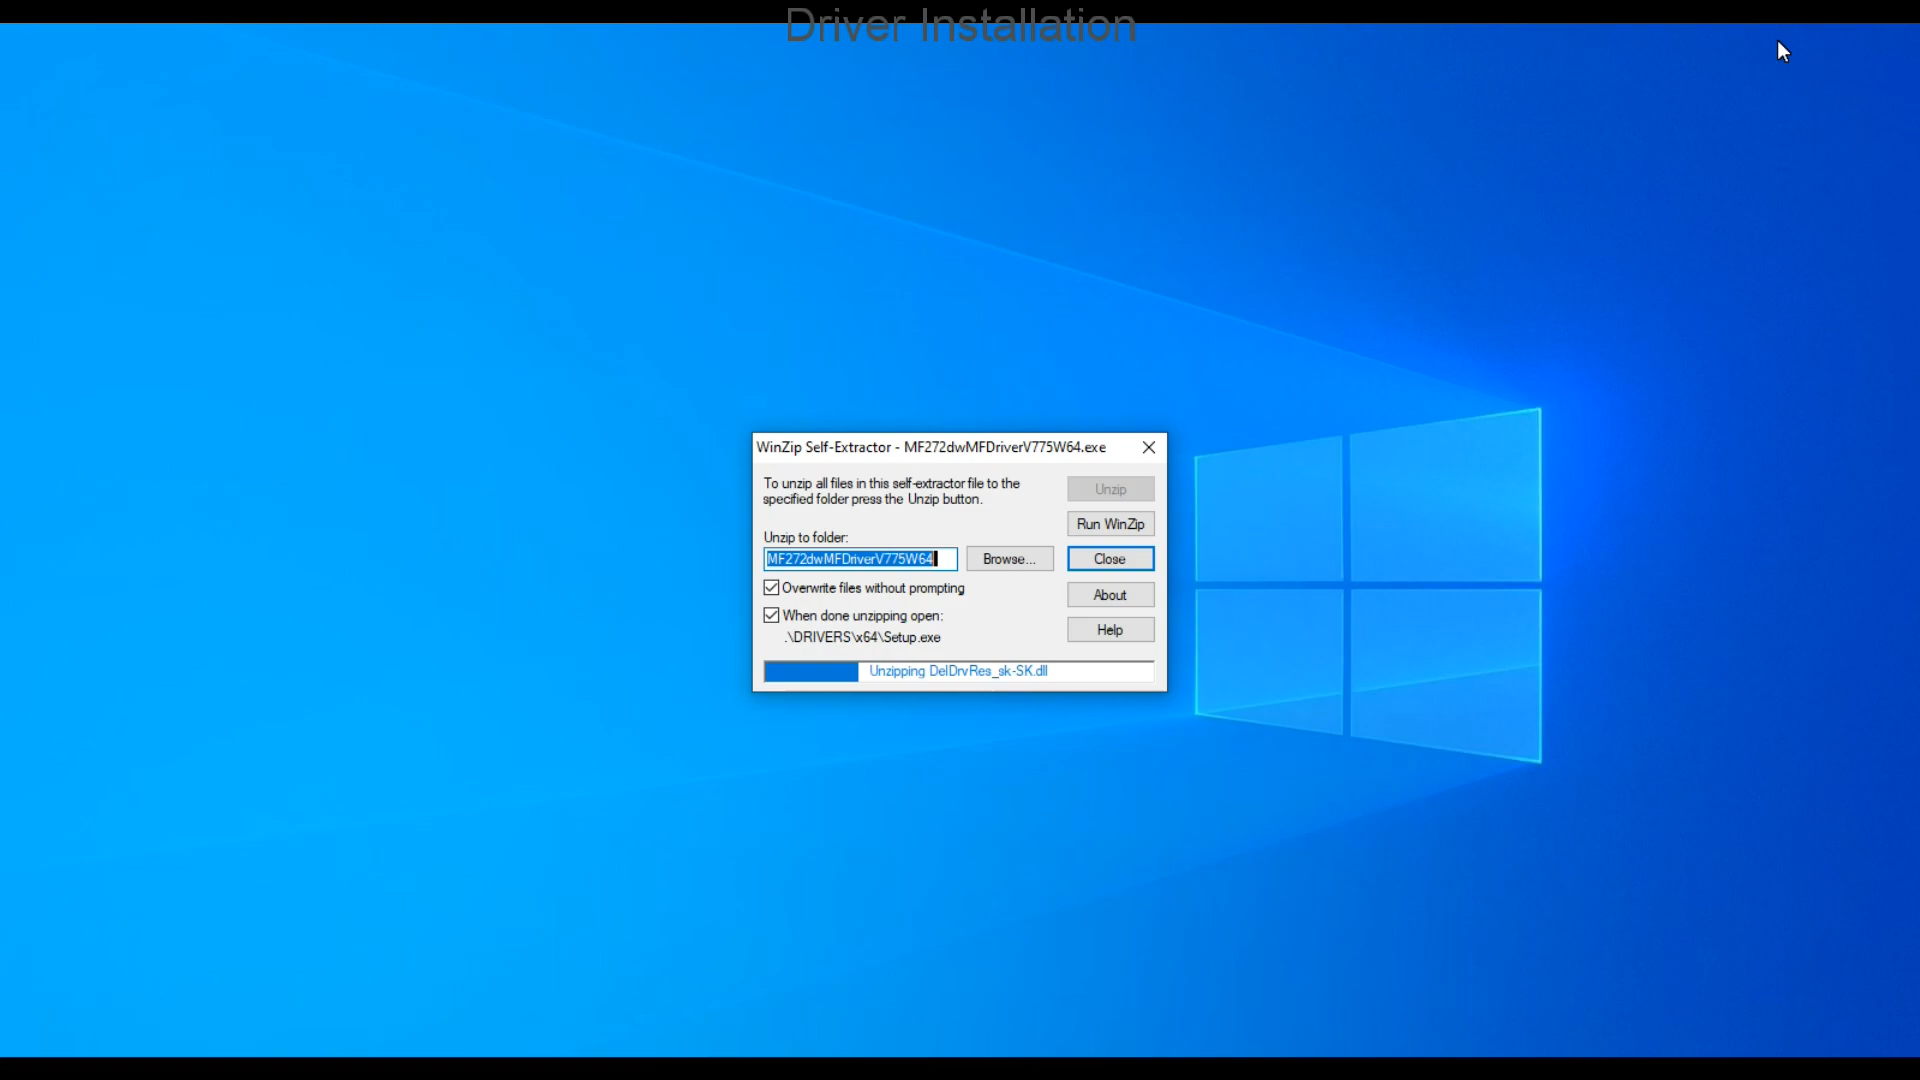 Driver Installation
WinZip Self-Extractor - MF272dwMFDriverV775W64.exe
To unzip all files in this self-extractor file to the
specified folder press the Unzip button.
Unzip to folder:
MF272dwMFDriverV775W64
Browse...
Overwrite files without prompting
When done unzipping open:
.\DRIVERS\x64\Setup.exe
Unzip
Run WinZip
Close
About
Help
Unzipping DelDrvRes_sk-SK.dll